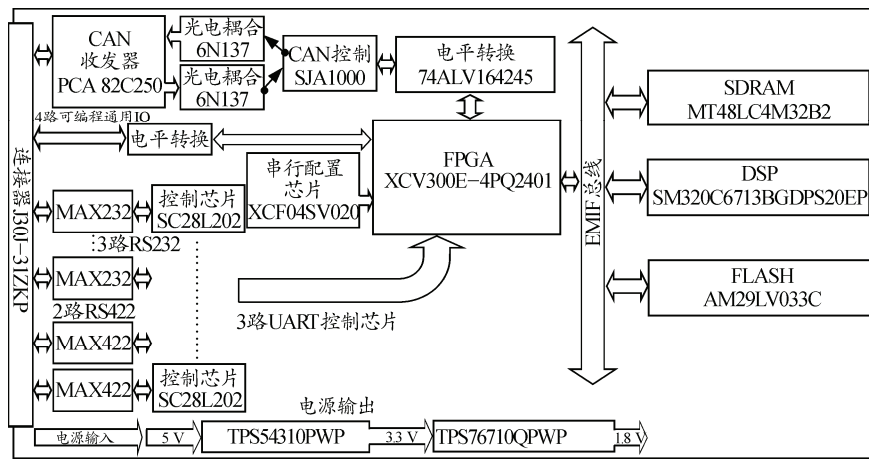 CAN
收发器
PCA 82C250
光电耦合
6N137
光电耦合
6N137
CAN控制
SJA1000
电平转换
74ALV164245
SDRAM
MT48LC4M32B2
4路可编程通用IO
电平转换
连接器J30J-31ZKP
串行配置
芯片
XCF04SV020
FPGA
XCV300E-4PQ2401
EMIF总线
DSP
SM320C6713BGDPS20EP
MAX232
控制芯片
SC28L202
3路RS232
MAX232
2路RS422
3路UART控制芯片
FLASH
AM29LV033C
MAX422
MAX422
控制芯片
SC28L202
电源输出
电源输入
5 V
TPS54310PWP
3.3 V
TPS76710QPWP
1.8 V